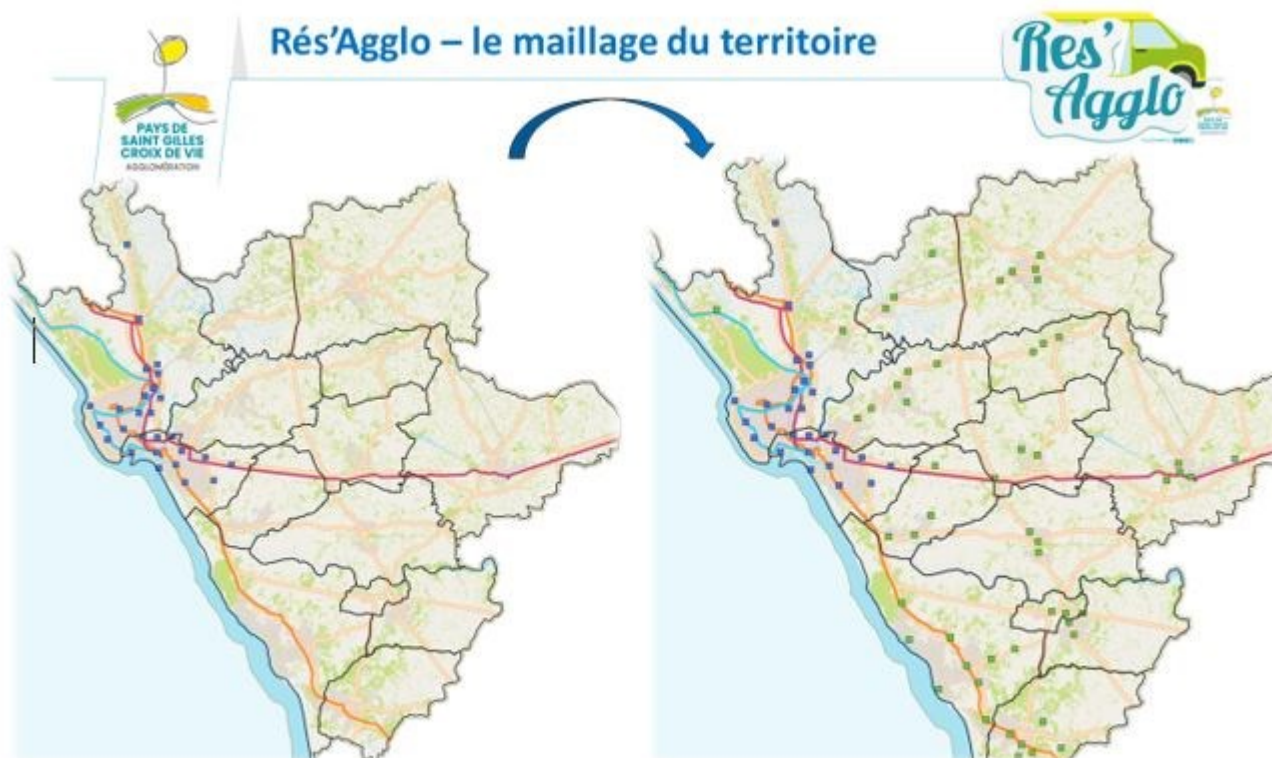 Rés'Agglo – le maillage du territoire
PAYS DE
SAINT GILLES
CROIX DE VIE
AGGLOMÉRATION
Res'
Agglo